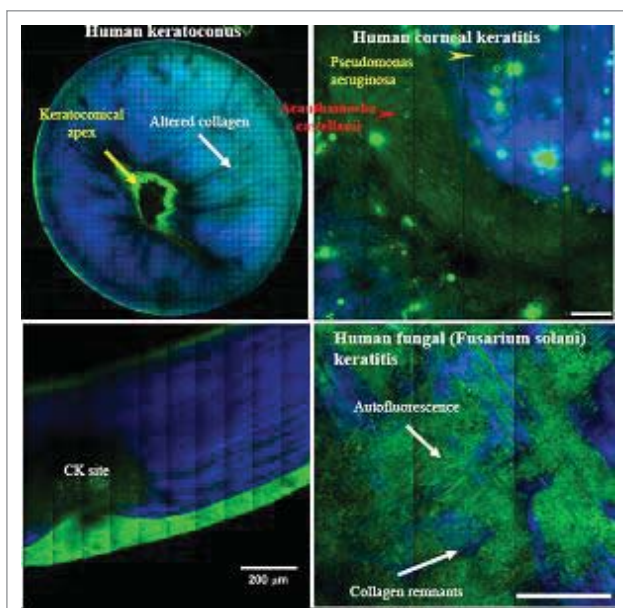 Human keratoconus
Keratoconical
apex
Altered collagen
Human corneal keratitis
Pseudomonas
aeruginosa
Acanthamoeba
castellanii
CK site
200 µm
Human fungal (Fusarium solani)
keratitis
Autofluorescence
Collagen remnants